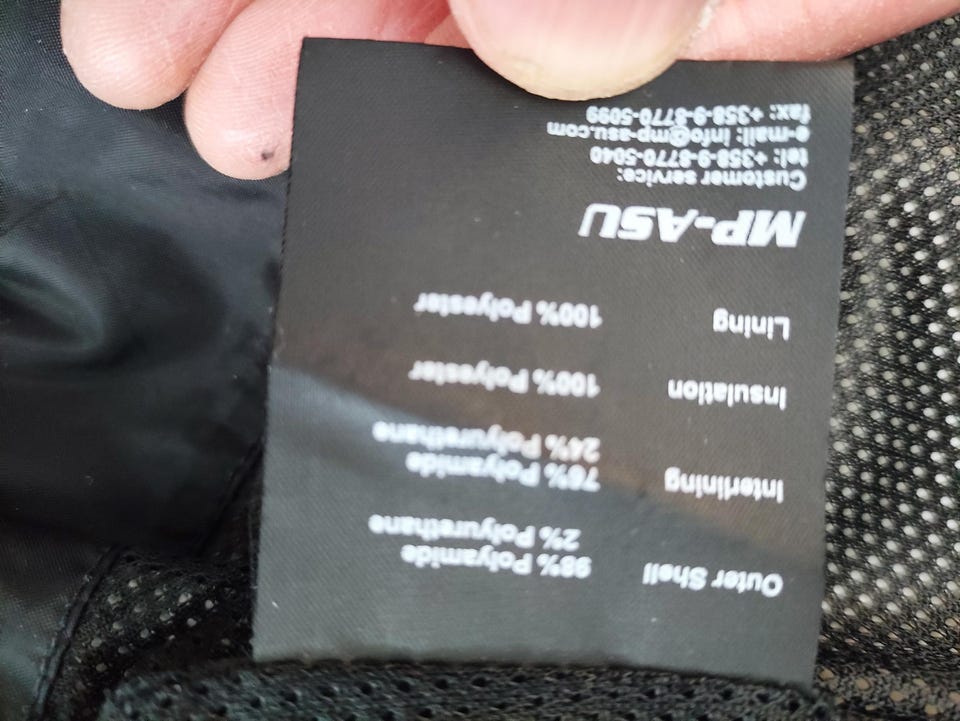 Outer Shell 98% Polyamide
2% Polyurethane
Interlining 76% Polyamide
24% Polyurethane
Insulation 100% Polyester
Lining 100% Polyester
MP-ASU
Customer service:
tel: +358-9-8770-5040
e-mail: info@mp-asu.com
fax: +358-9-8770-5099